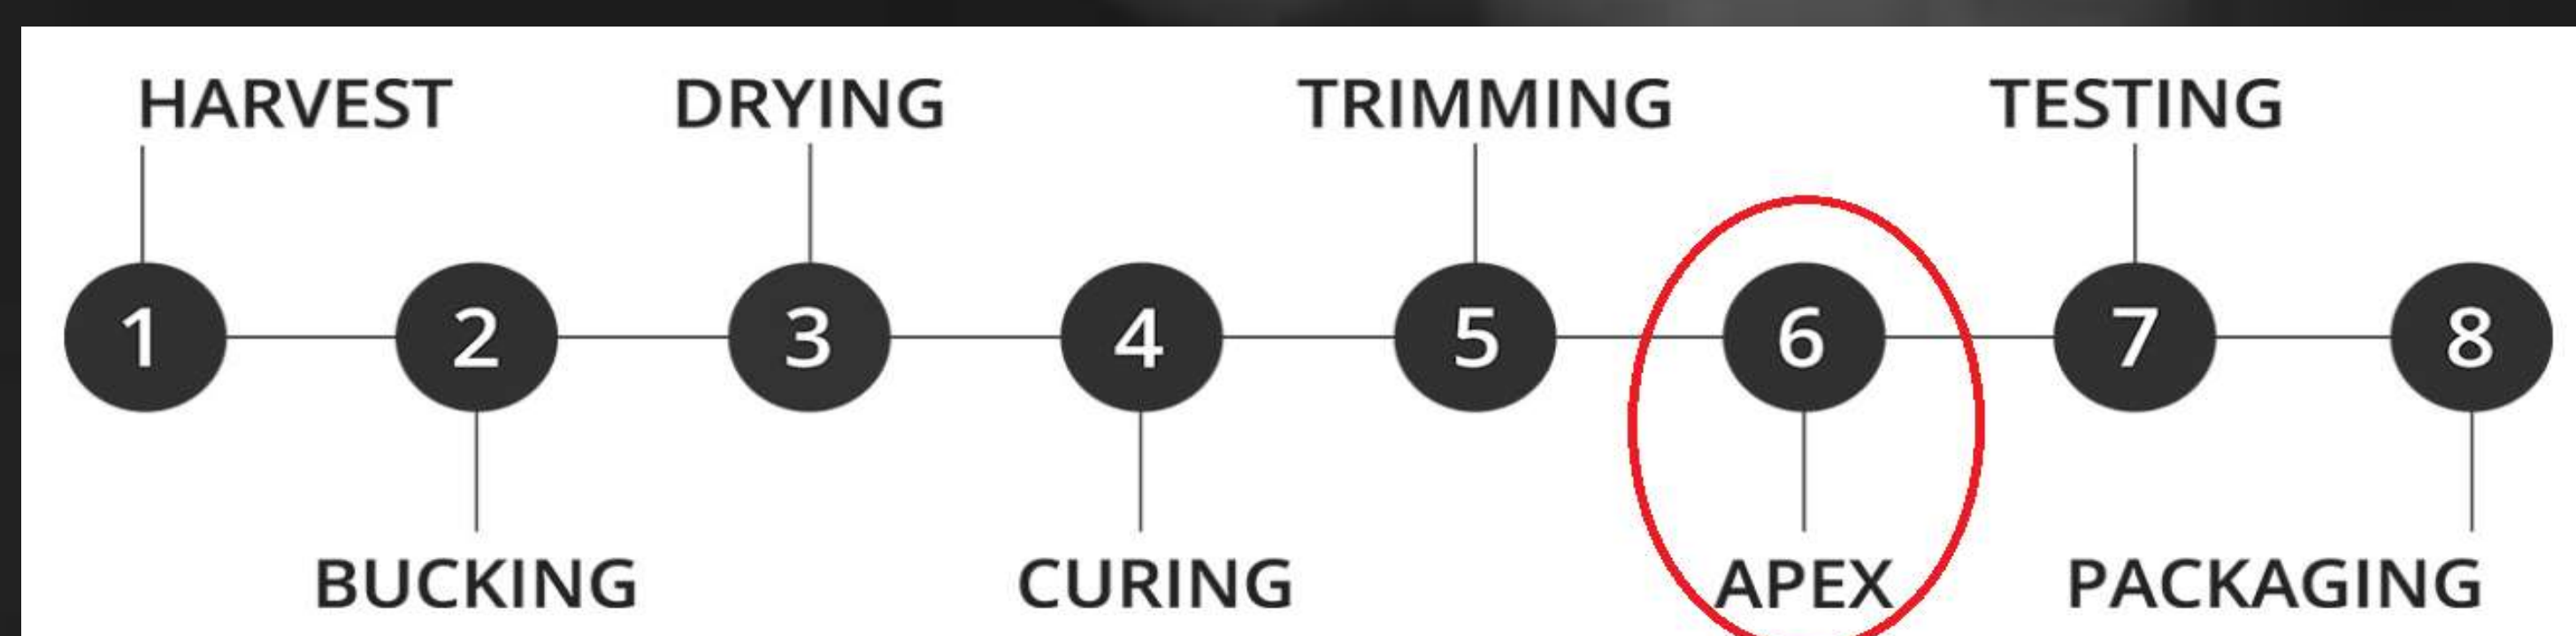 HARVEST DRYING TRIMMING TESTING
1 2 3 4 5 6 7 8
BUCKING CURING APEX PACKAGING